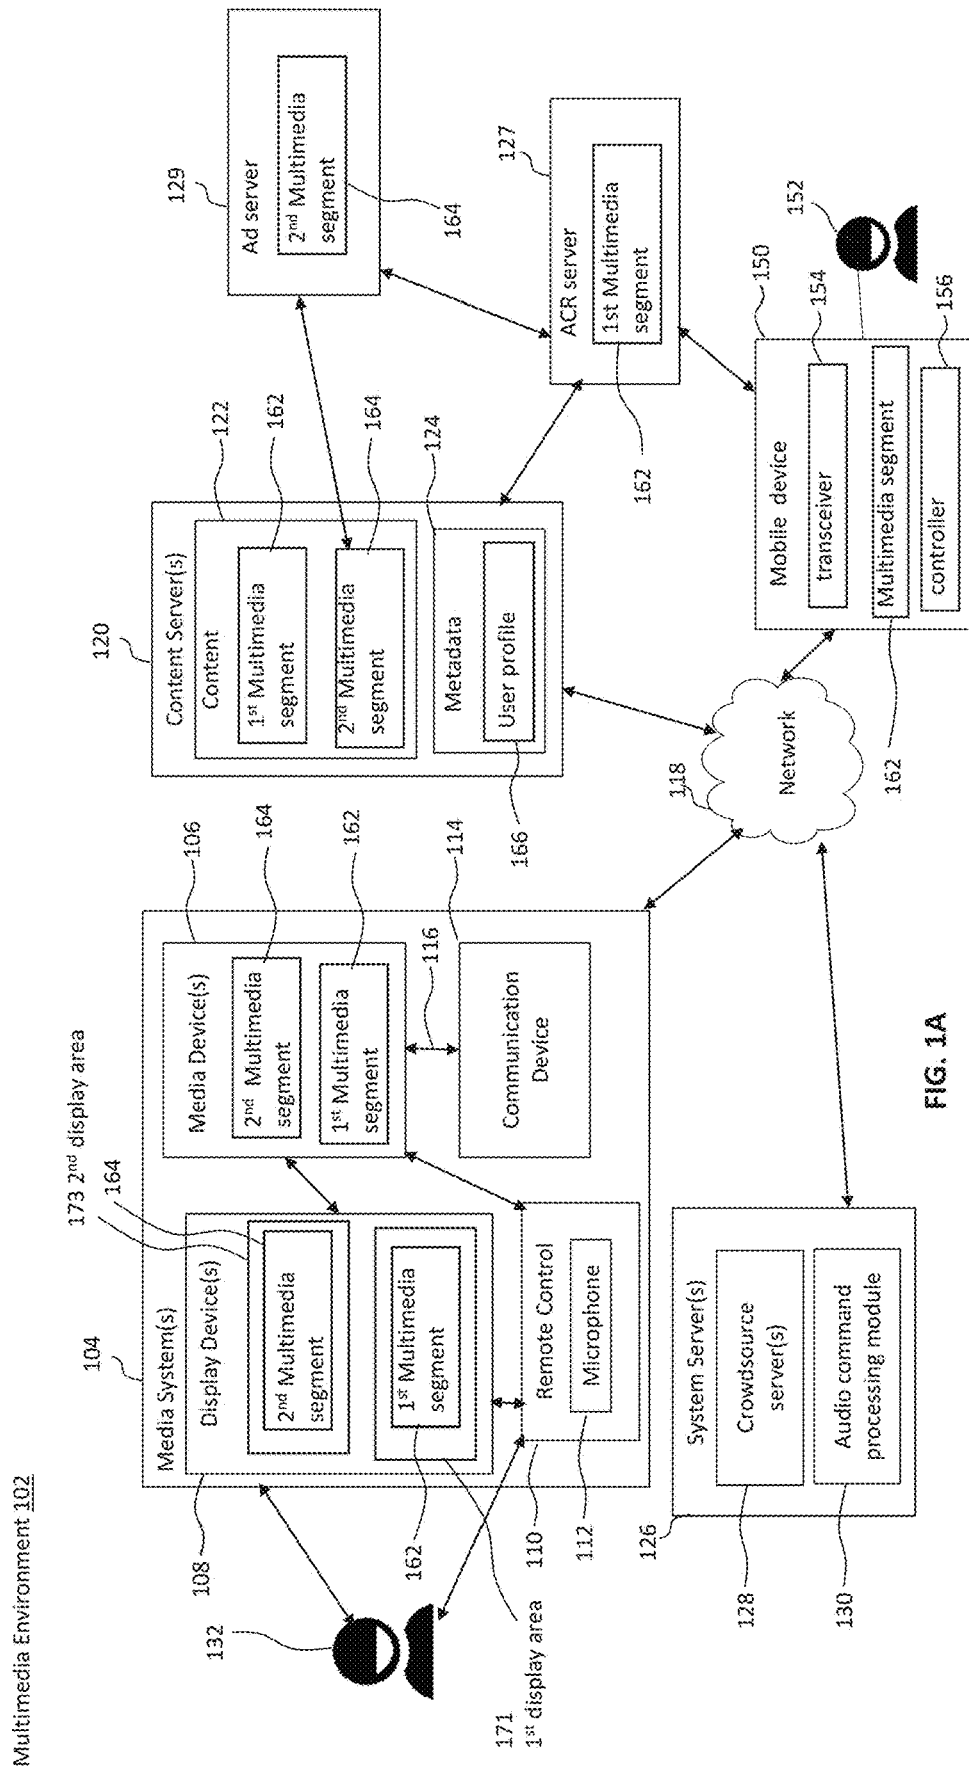 Multimedia Environment 102
104
Media System(s)
173 2nd display area
164
106
164
162
108
Display Device(s)
2nd Multimedia
segment
1st Multimedia
segment
162
171
1st display area
132
Media Device(s)
2nd Multimedia
segment
1st Multimedia
segment
116
114
Communication
Device
Remote Control
Microphone
110
112
120
Content Server(s)
122
Content
162
1st Multimedia
segment
164
2nd Multimedia
segment
124
Metadata
User profile
166
129
Ad server
2nd Multimedia
segment
164
127
ACR server
1st Multimedia
segment
162
118
Network
150
152
Mobile device
154
transceiver
Multimedia segment
162
controller
156
126
System Server(s)
Crowdsource
server(s)
128
Audio command
processing module
130
FIG. 1A